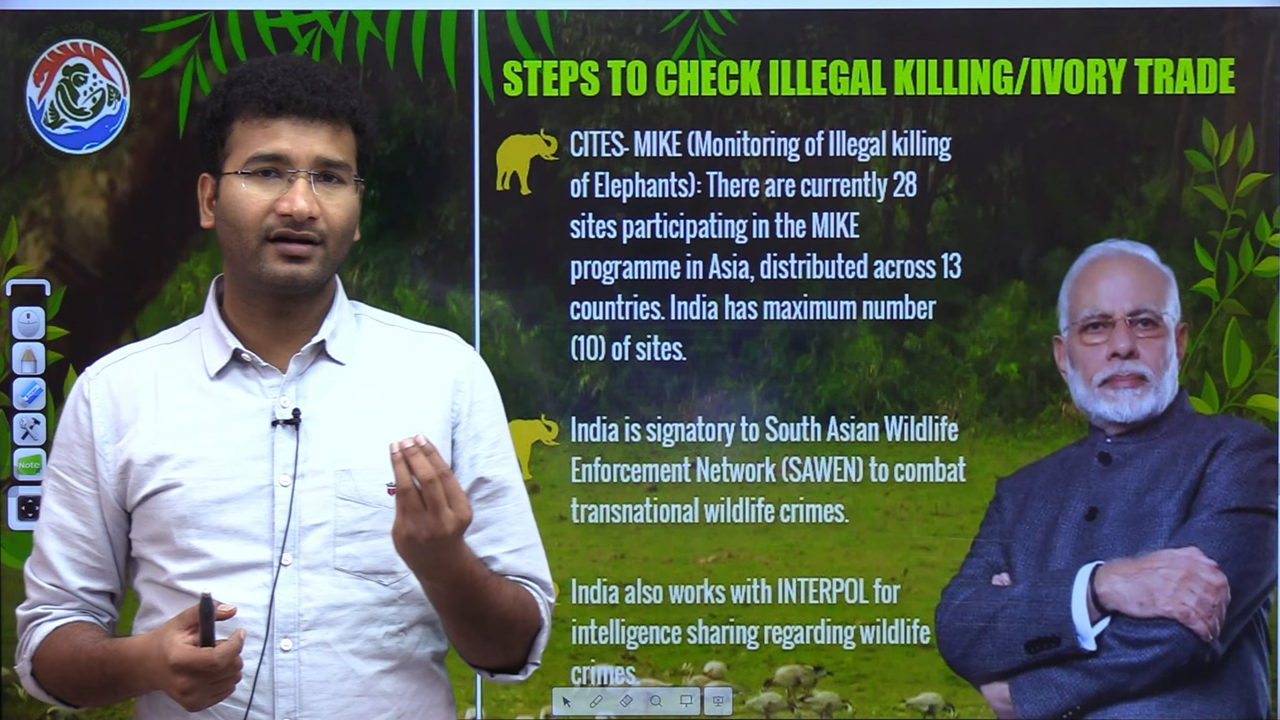 STEPS TO CHECK ILLEGAL KILLING/IVORY TRADE
CITES- MIKE (Monitoring of Illegal killing
of Elephants): There are currently 28
sites participating in the MIKE
programme in Asia, distributed across 13
countries. India has maximum number
(10) of sites.
India is signatory to South Asian Wildlife
Enforcement Network (SAWEN) to combat
transnational wildlife crimes.
India also works with INTERPOL for
intelligence sharing regarding wildlife
crimes.
Note